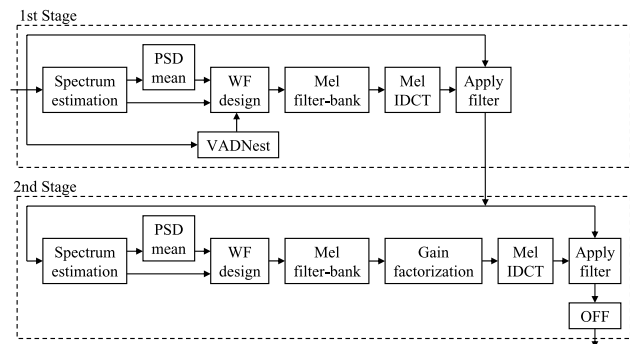 1st Stage
Spectrum
estimation
PSD
mean
WF
design
Mel
filter-bank
Mel
IDCT
Apply
filter
VADNest
2nd Stage
Spectrum
estimation
PSD
mean
WF
design
Mel
filter-bank
Gain
factorization
Mel
IDCT
Apply
filter
OFF